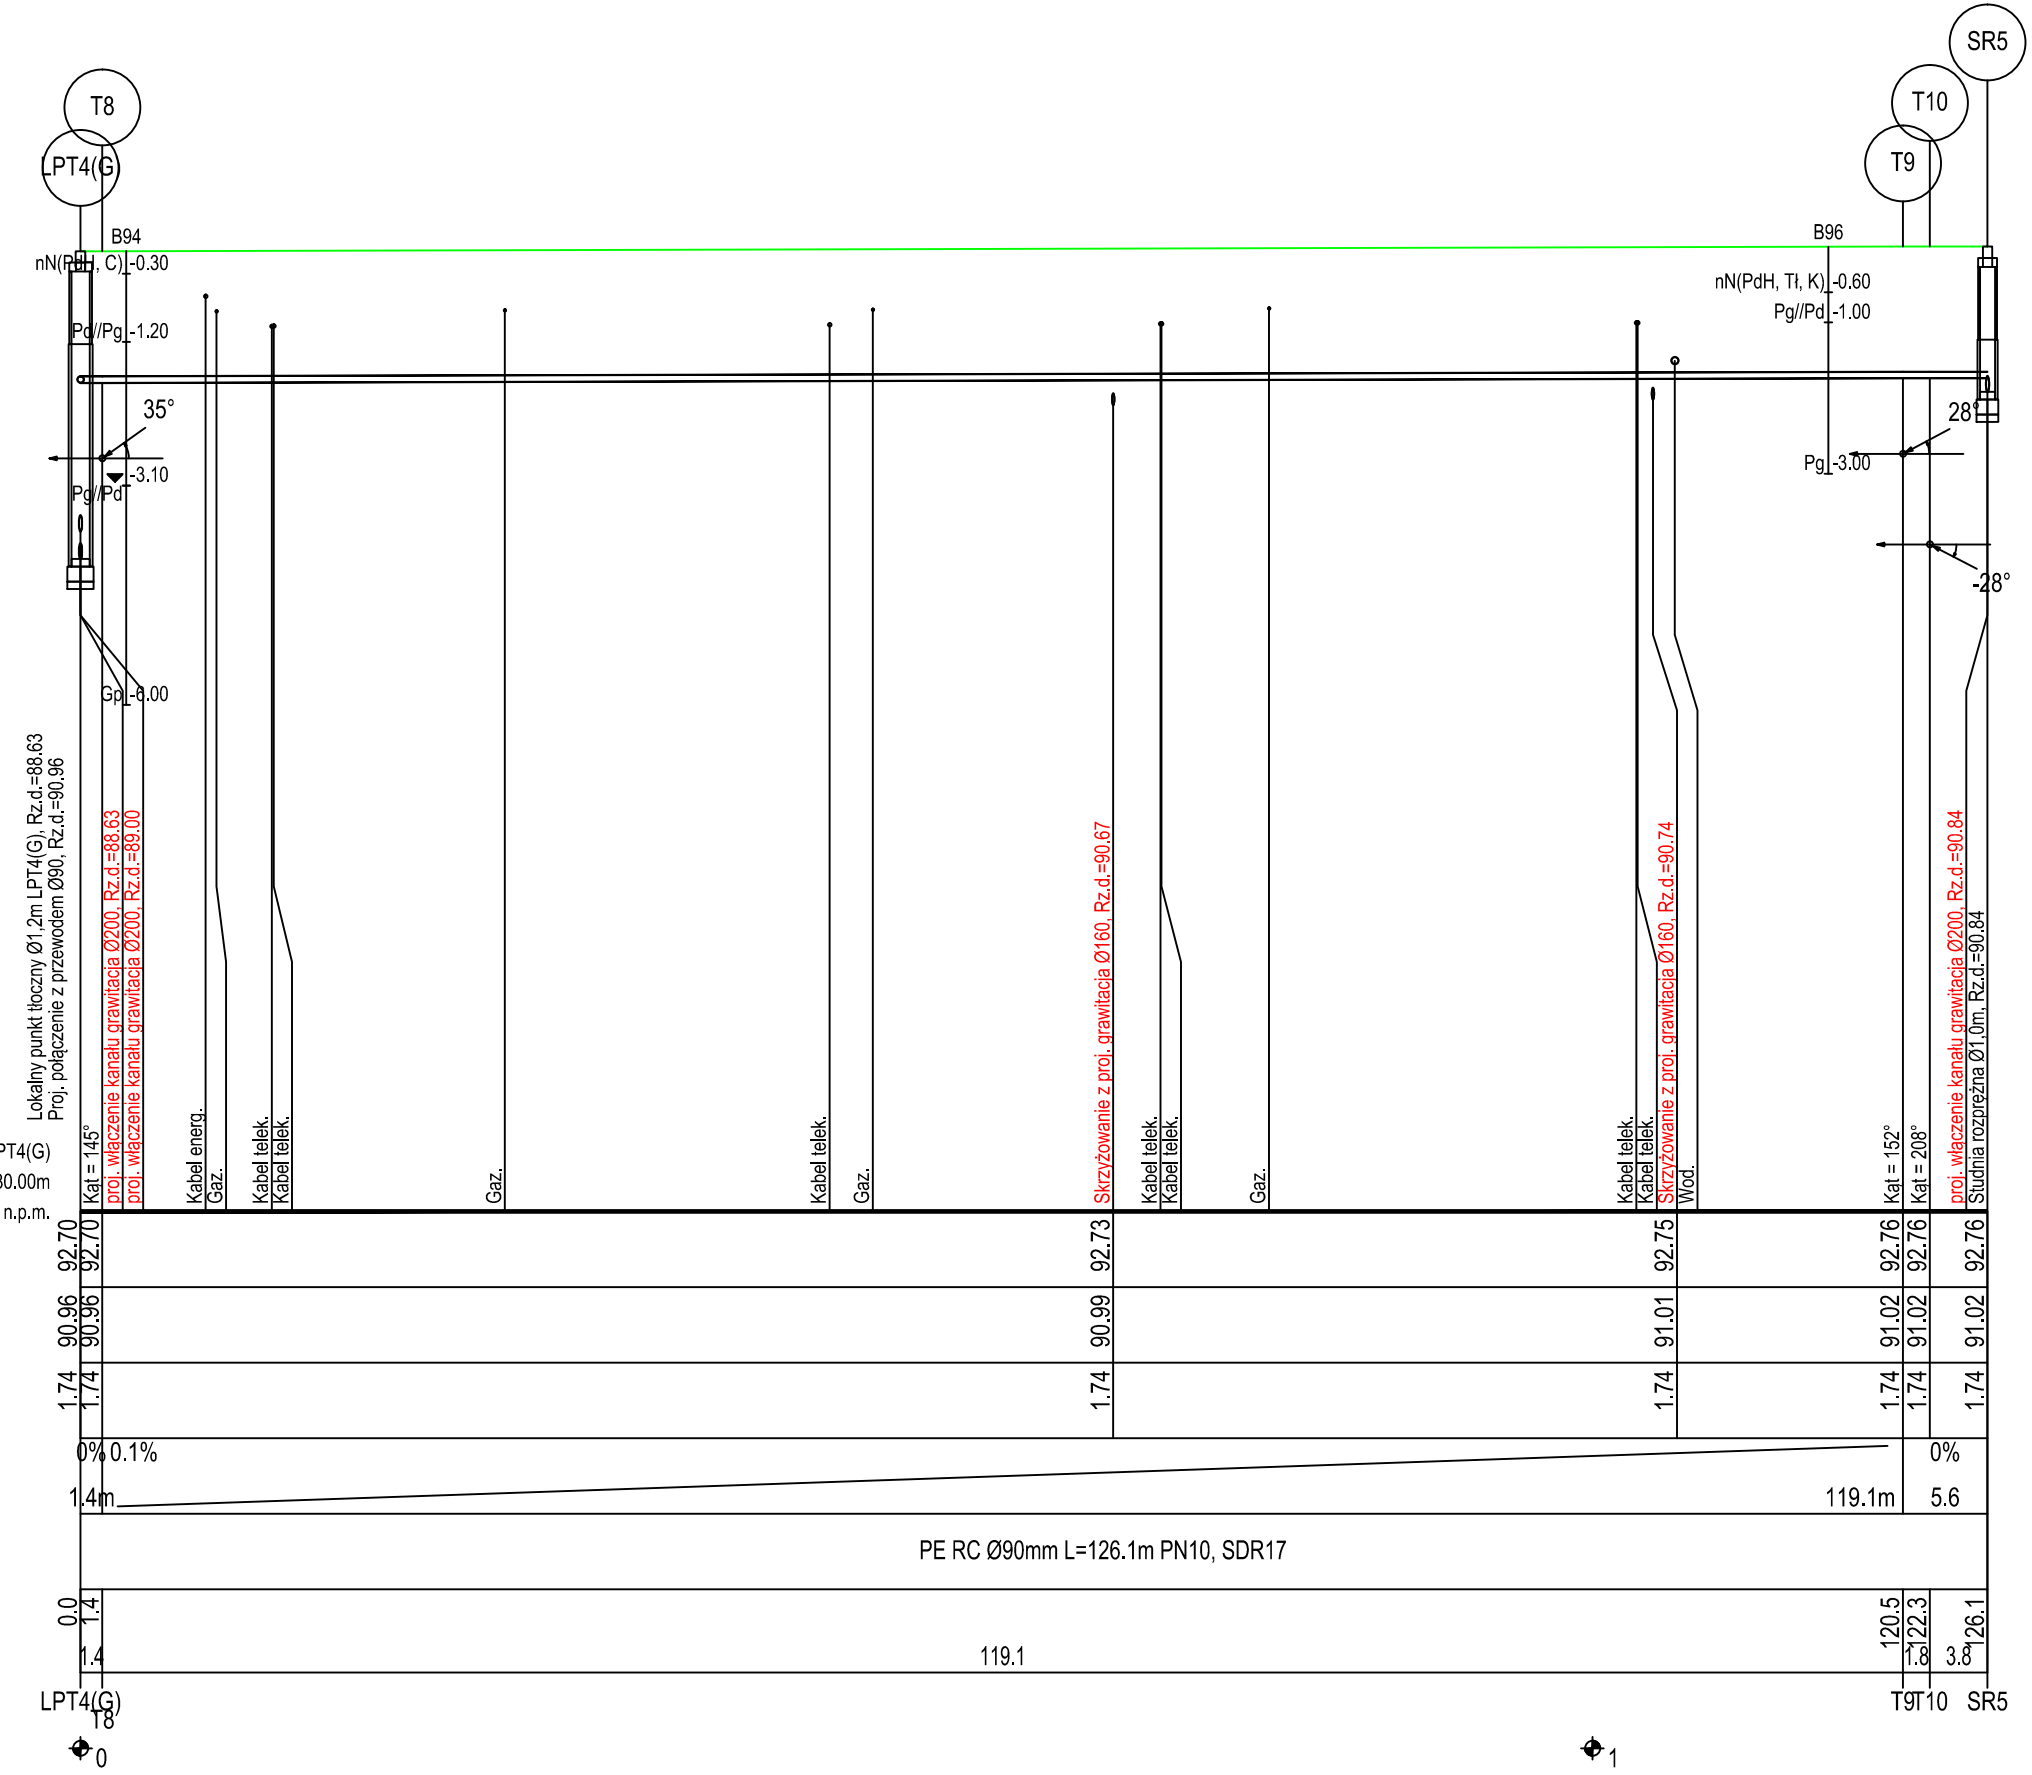 SR5
T8
T10
LPT4(G)
T9
B94
B96
nN(PdH, C) -0.30
nN(PdH, Tł, K) -0.60
Pd//Pg -1.20
Pg//Pd -1.00
35°
28°
-3.10
Pg//Pd
Pg -3.00
-28°
Gp -6.00
Lokalny punkt tłoczny Ø1,2m LPT4(G), Rz.d.=88.63
Proj. połączenie z przewodem Ø90, Rz.d.=90.96
Kąt = 145°
proj. włączenie kanału grawitacja Ø200, Rz.d.=88.63
proj. włączenie kanału grawitacja Ø200, Rz.d.=89.00
Kabel energ.
Gaz.
Kabel telek.
Kabel telek.
Gaz.
Kabel telek.
Gaz.
Skrzyżowanie z proj. grawitacja Ø160, Rz.d.=90.67
Kabel telek.
Kabel telek.
Gaz.
Kabel telek.
Kabel telek.
Skrzyżowanie z proj. grawitacja Ø160, Rz.d.=90.74
Wod.
Kąt = 152°
Kąt = 208°
proj. włączenie kanału grawitacja Ø200, Rz.d.=90.84
Studnia rozprężna Ø1,0m, Rz.d.=90.84
PT4(G)
30.00m
n.p.m.
92.70 92.70 92.73 92.75 92.76 92.76 92.76
90.96 90.96 90.99 91.01 91.02 91.02 91.02
1.74 1.74 1.74 1.74 1.74 1.74 1.74
0% 0.1% 0%
1.4m 119.1m 5.6
PE RC Ø90mm L=126.1m PN10, SDR17
0.0 1.4 120.5 122.3 126.1
1.4 119.1 1.8 3.8
LPT4(G) T8 T9 T10 SR5
0 1